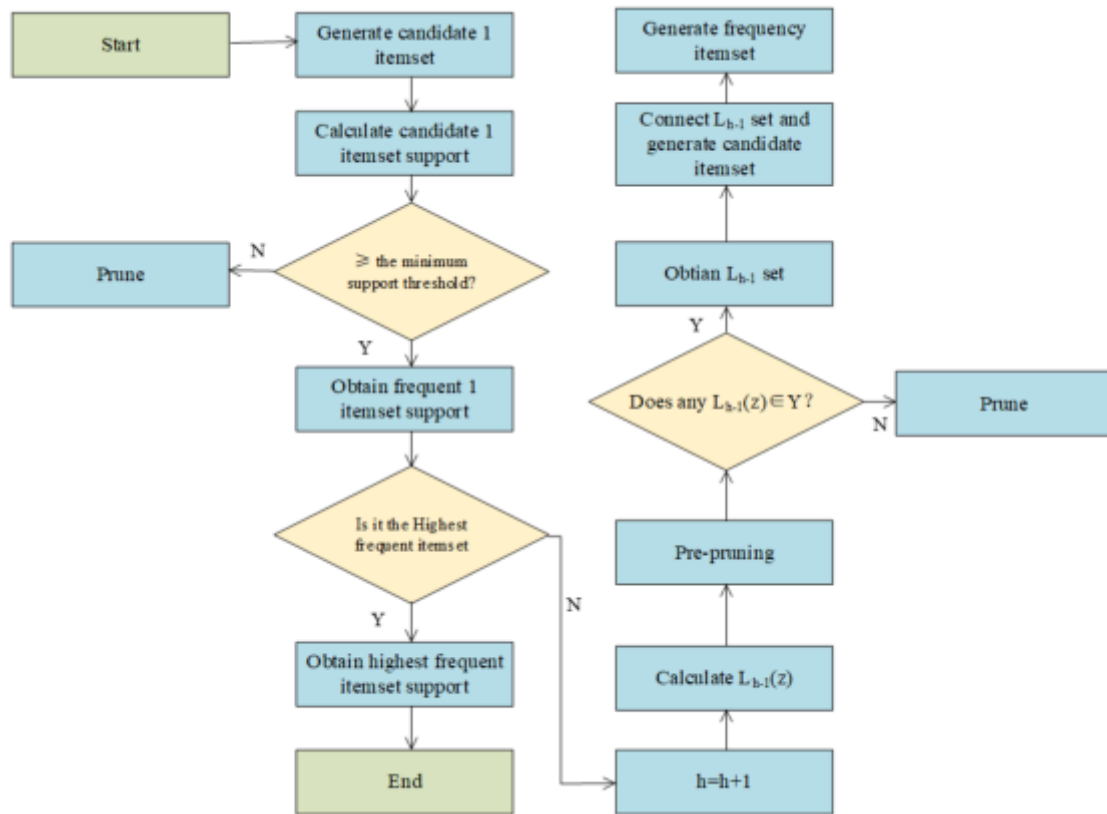 Start
Generate candidate 1
itemset
Calculate candidate 1
itemset support
≥ the minimum
support threshold?
N
Prune
Y
Obtain frequent 1
itemset support
Is it the Highest
frequent itemset
Y
N
Obtain highest frequent
itemset support
End
h=h+1
Calculate Lh-1(z)
Pre-pruning
Does any Lh-1(z)∈Y?
N
Prune
Y
Obtian Lh-1 set
Connect Lh-1 set and
generate candidate
itemset
Generate frequency
itemset